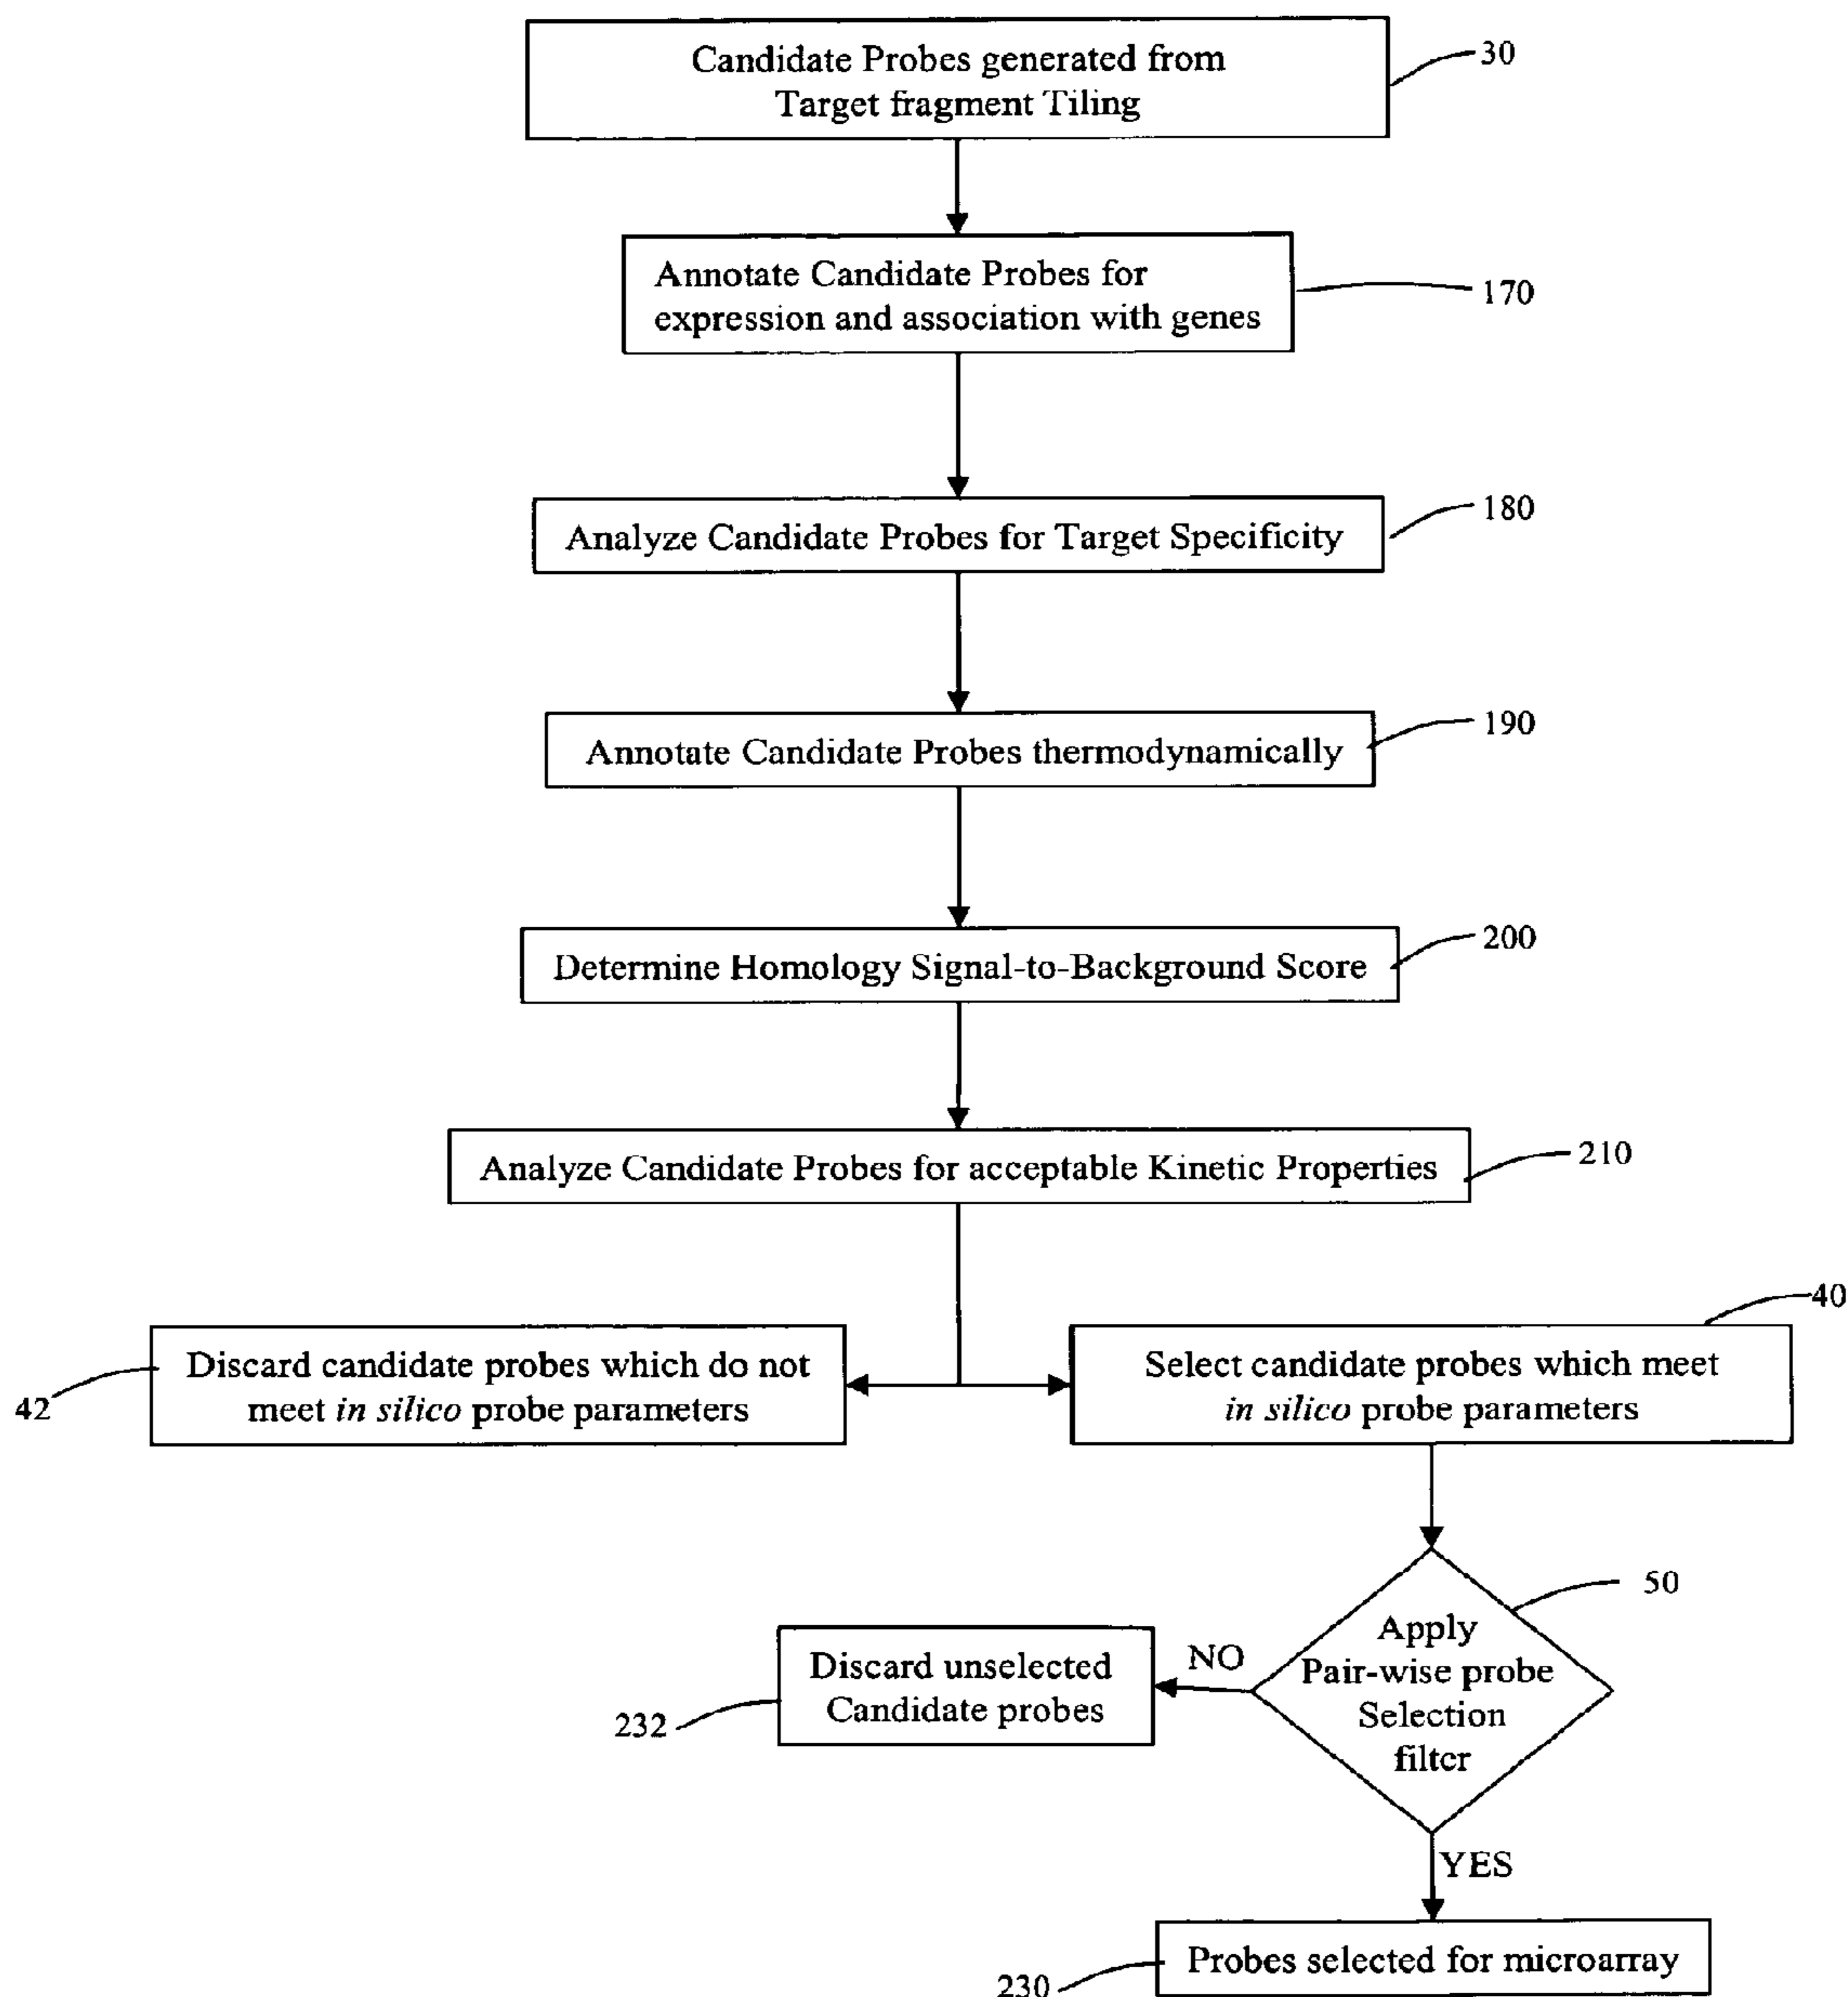 Candidate Probes generated from
Target fragment Tiling
30
Annotate Candidate Probes for
expression and association with genes
170
Analyze Candidate Probes for Target Specificity
180
Annotate Candidate Probes thermodynamically
190
Determine Homology Signal-to-Background Score
200
Analyze Candidate Probes for acceptable Kinetic Properties
210
Discard candidate probes which do not
meet in silico probe parameters
42
Select candidate probes which meet
in silico probe parameters
40
Apply
Pair-wise probe
Selection
filter
50
NO
Discard unselected
Candidate probes
232
YES
Probes selected for microarray
230